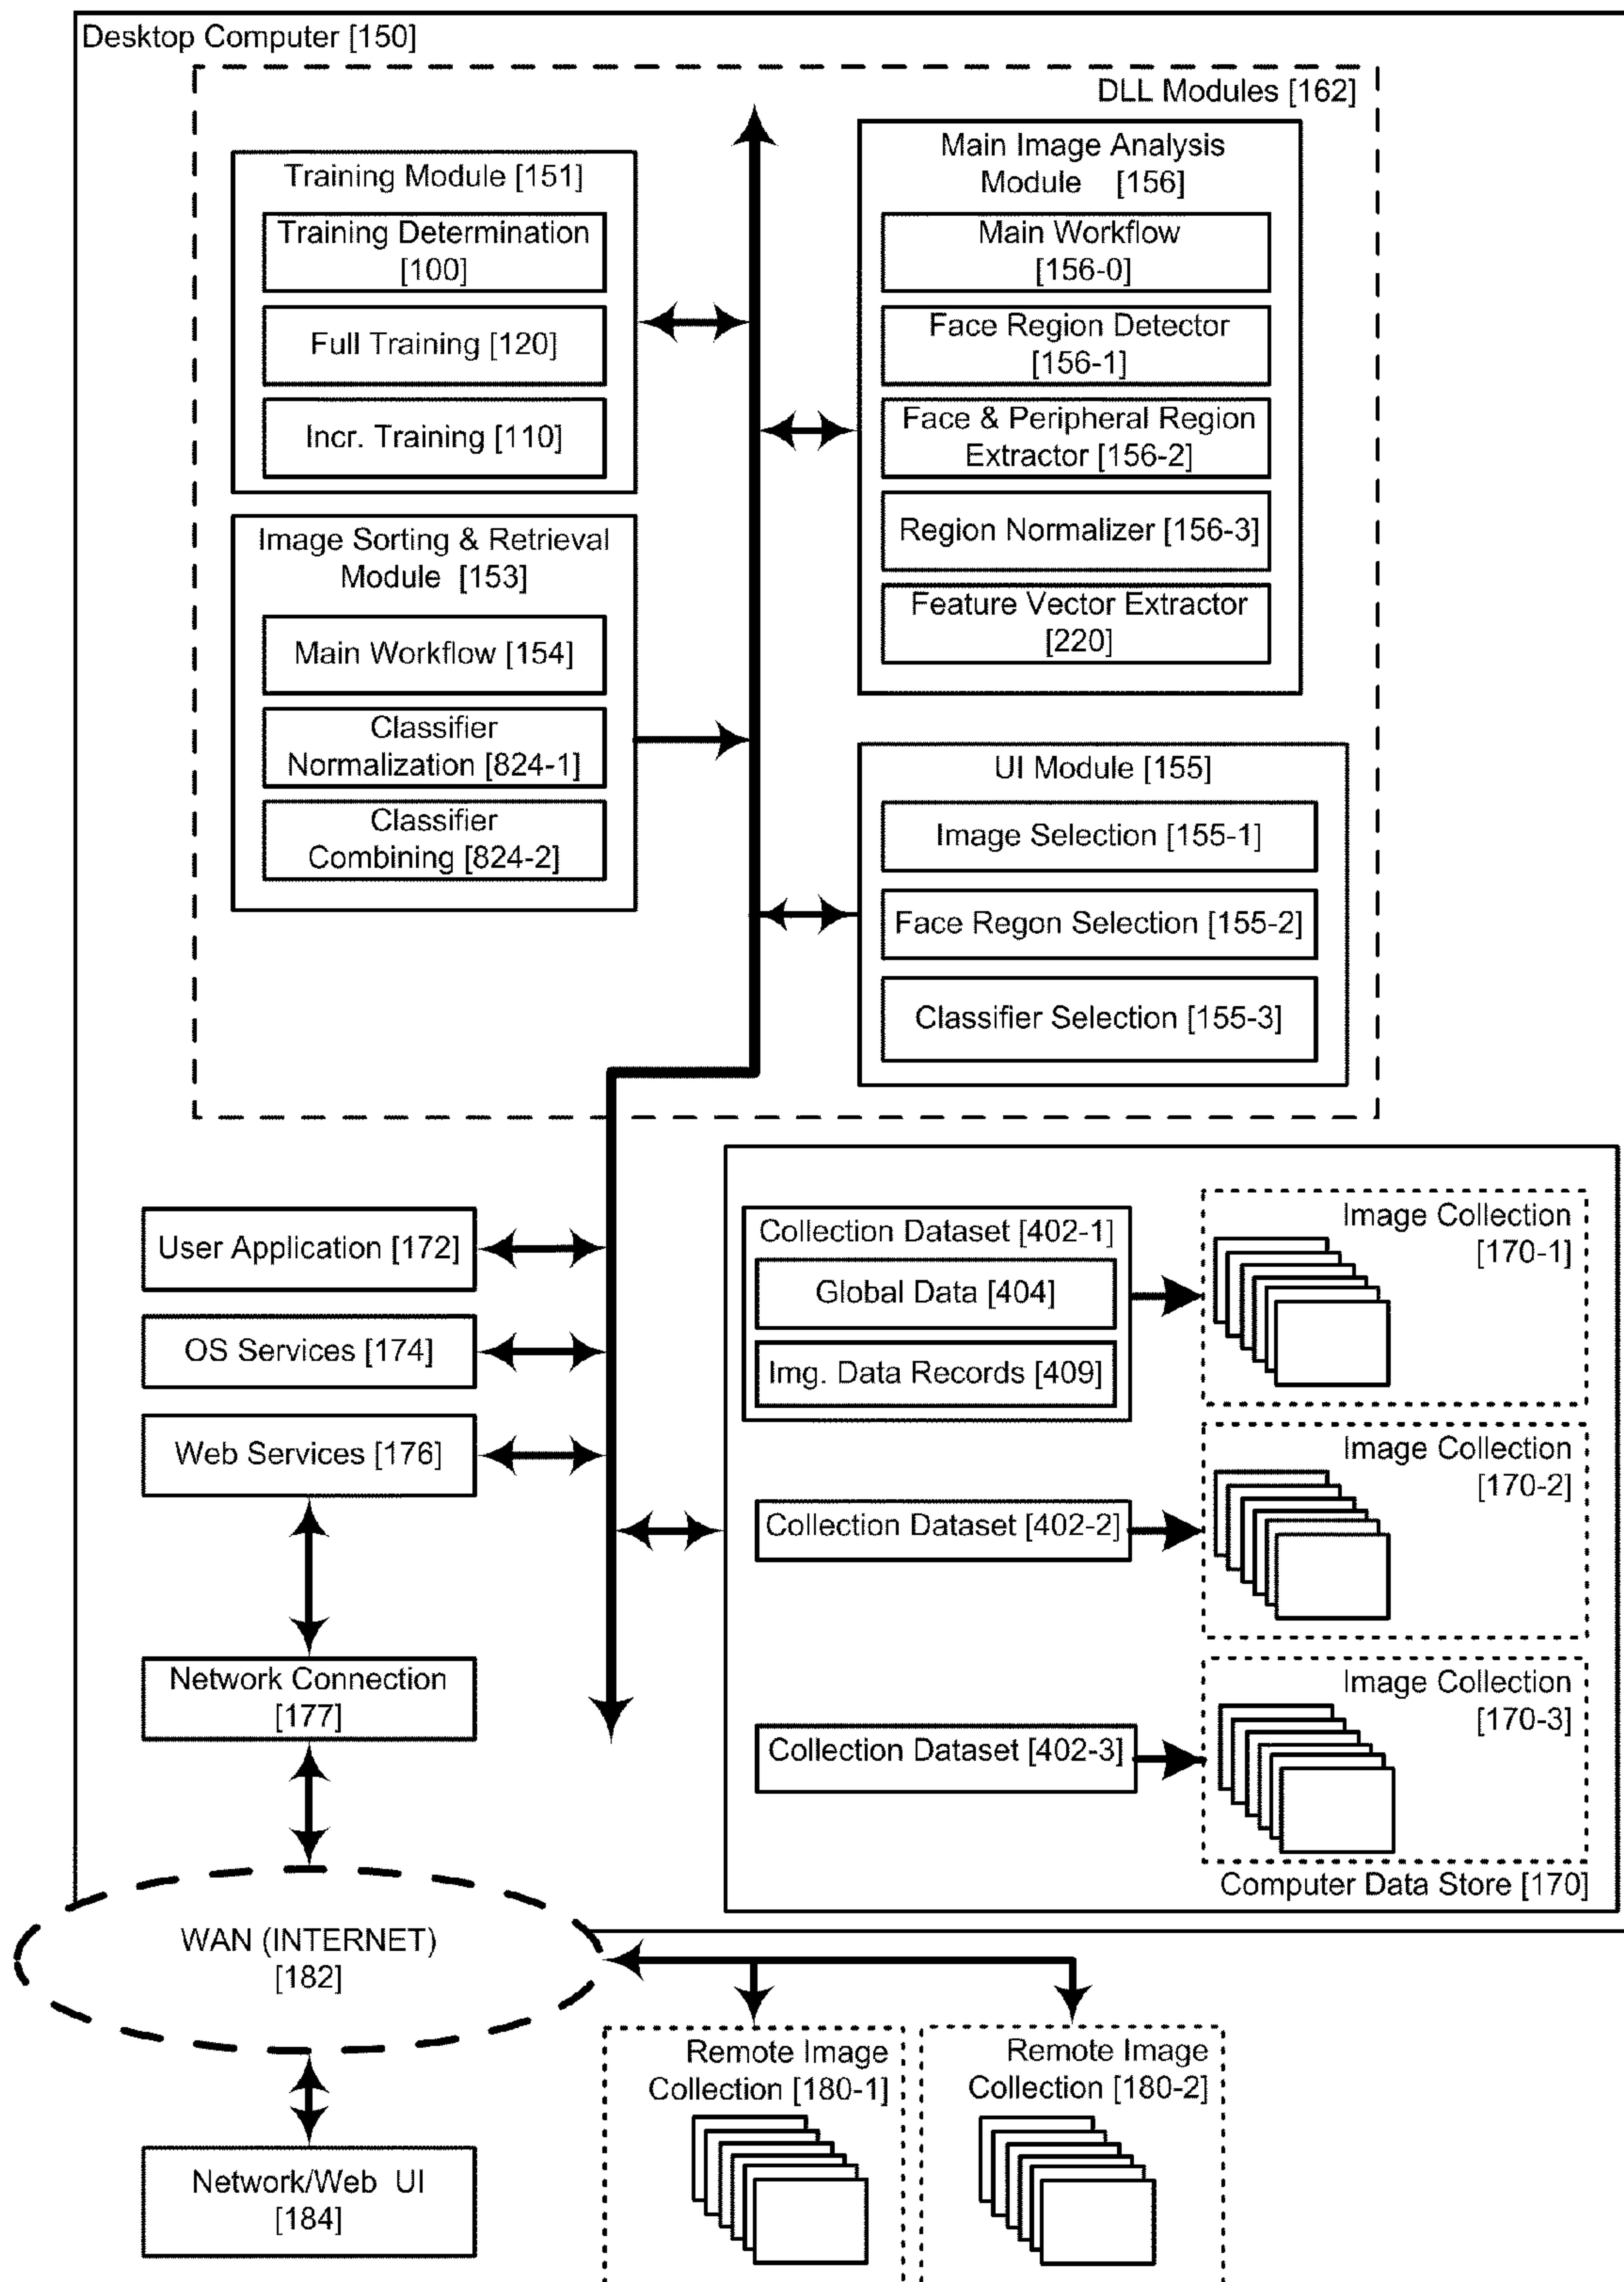 Desktop Computer [150]
DLL Modules [162]
Training Module [151]
Training Determination
[100]
Full Training [120]
Incr. Training [110]
Image Sorting & Retrieval
Module [153]
Main Workflow [154]
Classifier
Normalization [824-1]
Classifier
Combining [824-2]
Main Image Analysis
Module [156]
Main Workflow
[156-0]
Face Region Detector
[156-1]
Face & Peripheral Region
Extractor [156-2]
Region Normalizer [156-3]
Feature Vector Extractor
[220]
UI Module [155]
Image Selection [155-1]
Face Regon Selection [155-2]
Classifier Selection [155-3]
User Application [172]
OS Services [174]
Web Services [176]
Network Connection
[177]
Collection Dataset [402-1]
Global Data [404]
Img. Data Records [409]
Image Collection
[170-1]
Collection Dataset [402-2]
Image Collection
[170-2]
Collection Dataset [402-3]
Image Collection
[170-3]
Computer Data Store [170]
WAN (INTERNET)
[182]
Remote Image
Collection [180-1]
Remote Image
Collection [180-2]
Network/Web UI
[184]